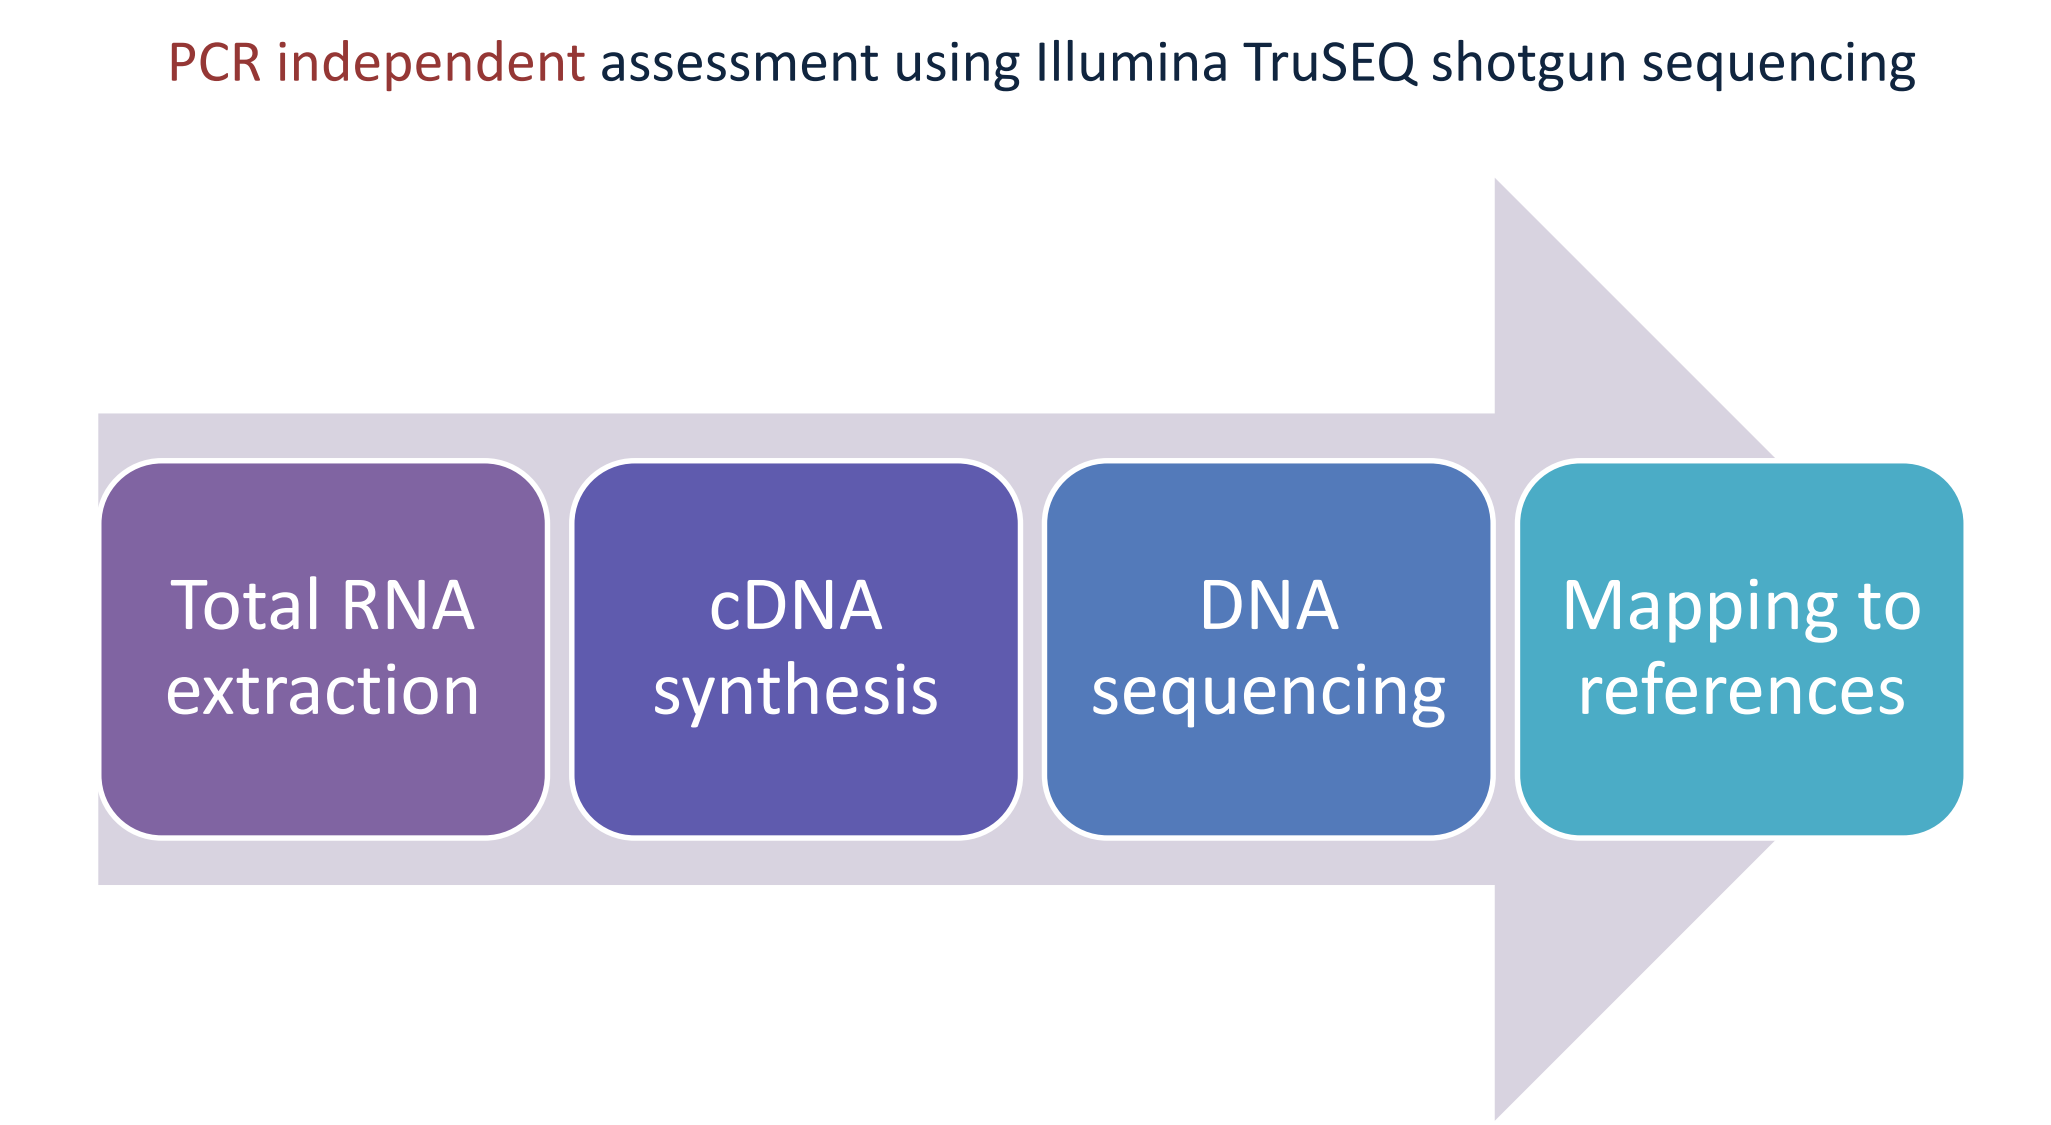 PCR independent assessment using Illumina TruSEQ shotgun sequencing
Total RNA
extraction
cDNA
synthesis
DNA
sequencing
Mapping to
references